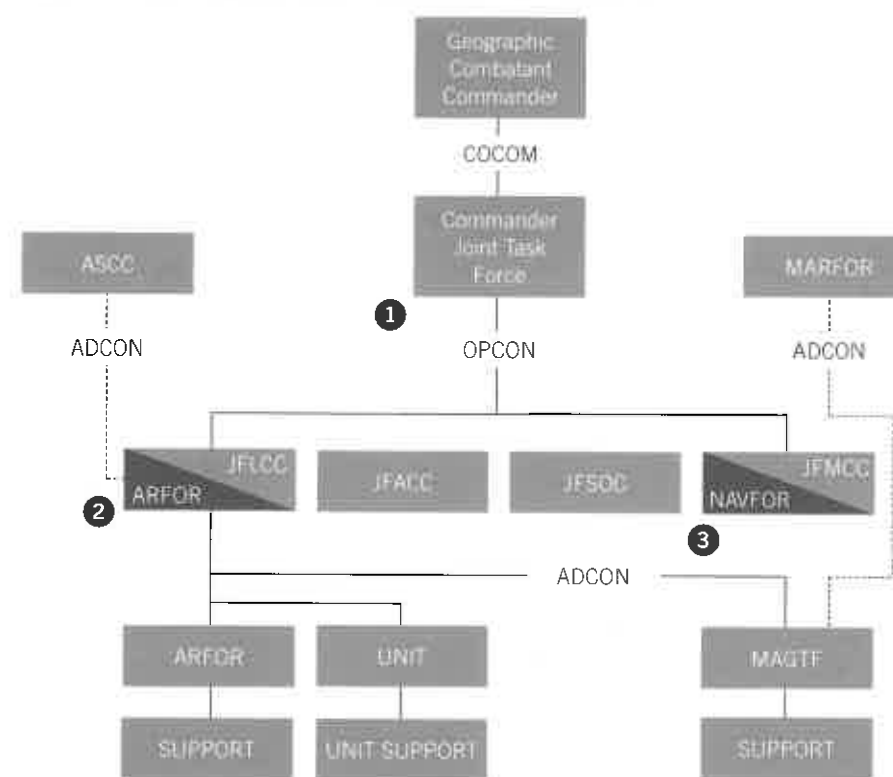 Geographic
Combatant
Commander
COCOM
Commander
Joint Task
Force
ASCC
MARFOR
1
ADCON
OPCON
ADCON
JFLCC
ARFOR
JFACC
JFSOC
JFMCC
NAVFOR
2
3
ADCON
ARFOR
UNIT
MAGTF
SUPPORT
UNIT SUPPORT
SUPPORT